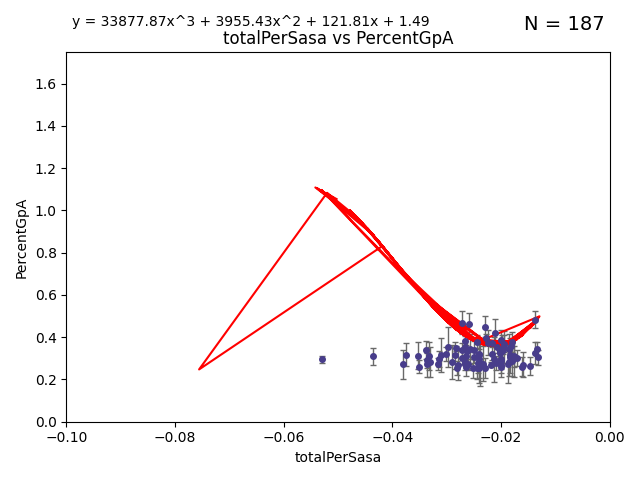 y = 33877.87x^3 + 3955.43x^2 + 121.81x + 1.49
N = 187
totalPerSasa vs PercentGpA
PercentGpA
1.6
1.4
1.2
1.0
0.8
0.6
0.4
0.2
0.0
−0.10 −0.08 −0.06 −0.04 −0.02 0.00
totalPerSasa